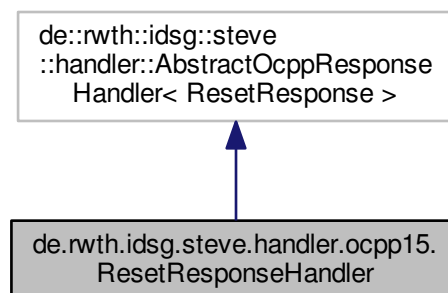 de::rwth::idsg::steve
::handler::AbstractOcppResponse
Handler< ResetResponse >
de.rwth.idsg.steve.handler.ocpp15.
ResetResponseHandler